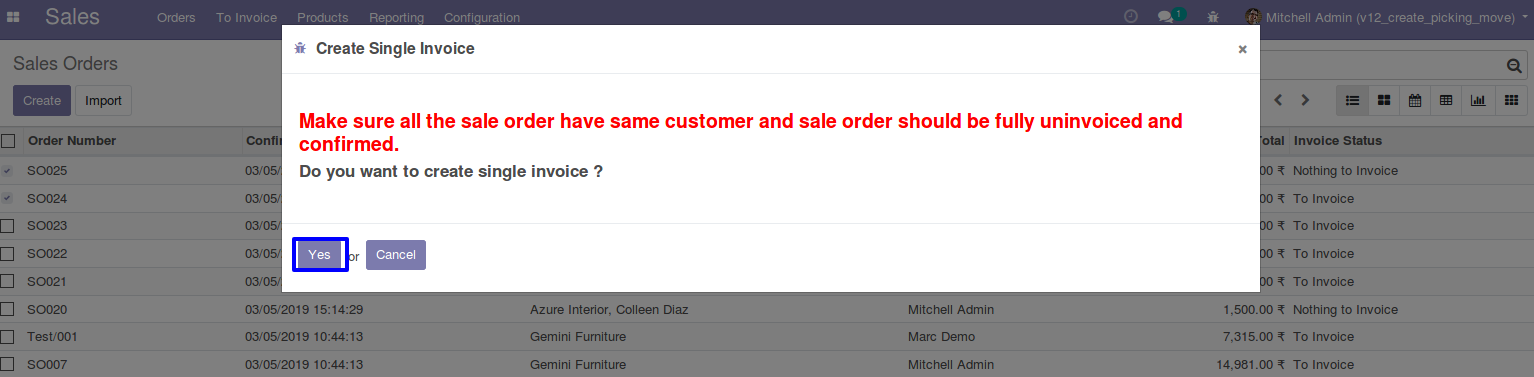 Sales Orders To Invoice Products Reporting Configuration 1 Mitchell Admin (v12_create_picking_move)
Create Single Invoice ×
Sales Orders
Create Import
Make sure all the sale order have same customer and sale order should be fully uninvoiced and
confirmed.
Do you want to create single invoice ?
Order Number Confi otal Invoice Status
SO025 03/05/ .00 ₹ Nothing to Invoice
SO024 03/05/ 00 ₹ To Invoice
SO023 03/05/ 00 ₹ To Invoice
SO022 03/05/ 00 ₹ To Invoice
Yes or Cancel
SO021 03/05/ 00 ₹ To Invoice
SO020 03/05/2019 15:14:29 Azure Interior, Colleen Diaz Mitchell Admin 1,500.00 ₹ Nothing to Invoice
Test/001 03/05/2019 10:44:13 Gemini Furniture Marc Demo 7,315.00 ₹ To Invoice
SO007 03/05/2019 10:44:13 Gemini Furniture Mitchell Admin 14,981.00 ₹ To Invoice